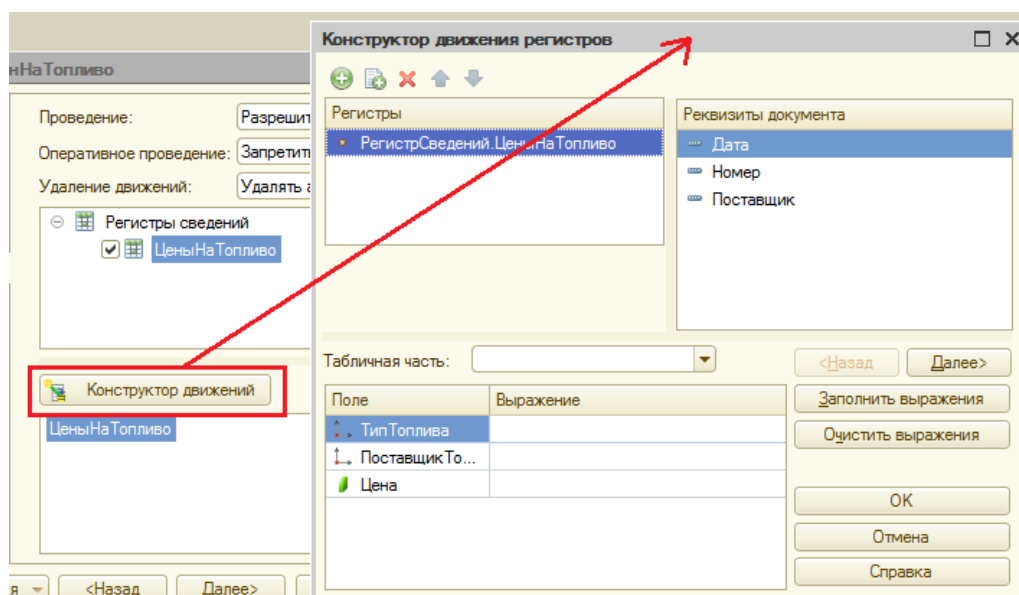 Конструктор движения регистров
нНаТопливо
Проведение:
Разрешит
Оперативное проведение:
Запретить
Удаление движений:
Удалять а
Регистры сведений
ЦеныНаТопливо
Конструктор движений
ЦеныНаТопливо
я
<Назад
Далее>
Регистры
РегистрСведений.ЦеныНаТопливо
Реквизиты документа
Дата
Номер
Поставщик
Табличная часть:
<Назад
Далее>
Поле
Выражение
ТипТоплива
ПоставщикТо...
Цена
Заполнить выражения
Очистить выражения
OK
Отмена
Справка